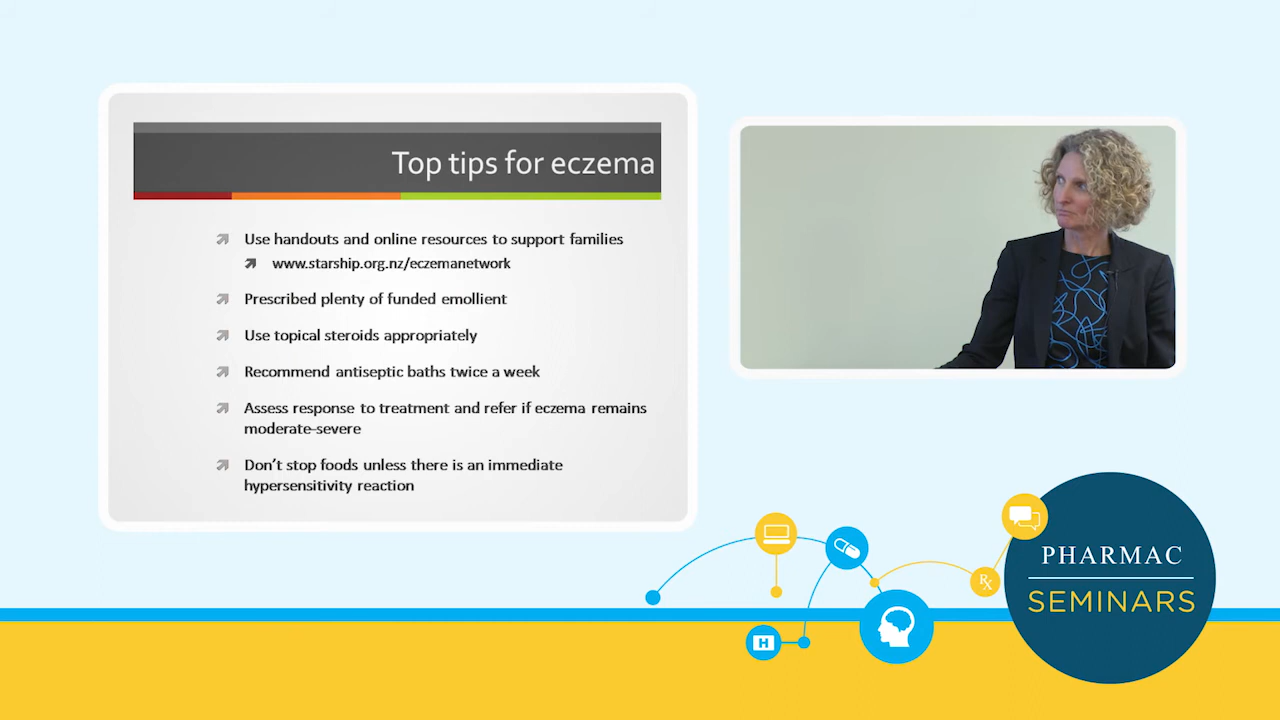 Top tips for eczema
Use handouts and online resources to support families
www.starship.org.nz/eczemanetwork
Prescribed plenty of funded emollient
Use topical steroids appropriately
Recommend antiseptic baths twice a week
Assess response to treatment and refer if eczema remains
moderate-severe
Don't stop foods unless there is an immediate
hypersensitivity reaction
Rx
H
PHARMAC
SEMINARS